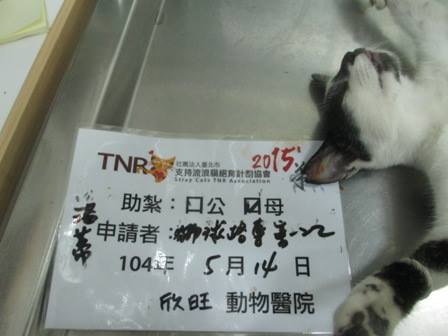 TNR 社團法人臺北市 2015
支持流浪貓絕育計劃協會
Stray Cats TNR Association
助紮：口公 ☑母
申請者：
104年 5月14日
欣旺 動物醫院